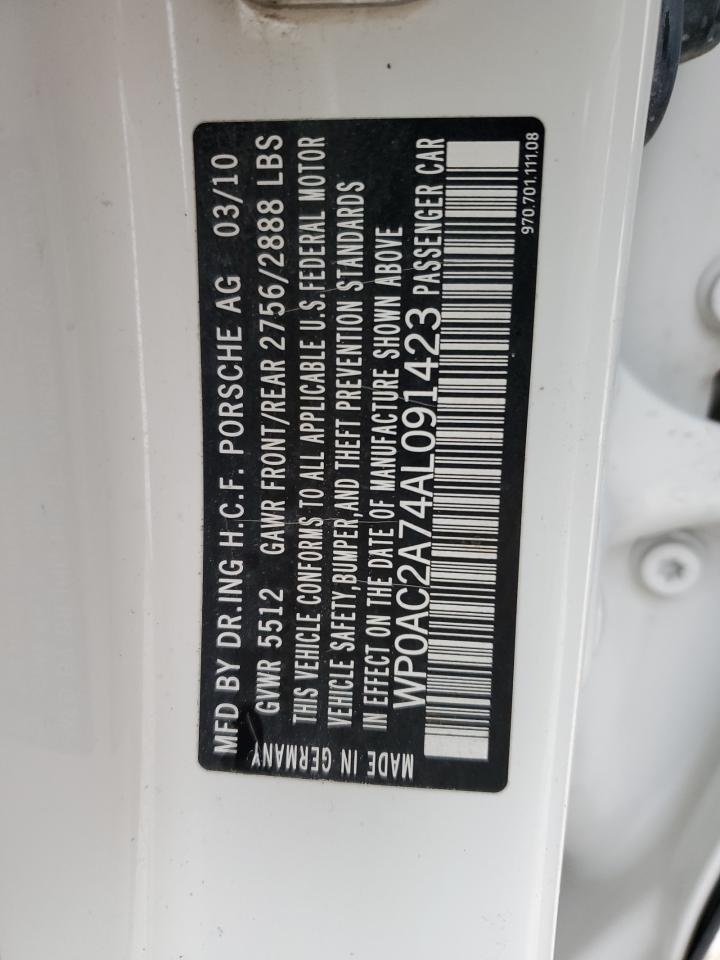 MFD BY DR.ING H.C.F. PORSCHE AG 03/10
GVWR 5512 GAWR FRONT/REAR 2756/2888 LBS
THIS VEHICLE CONFORMS TO ALL APPLICABLE U.S.FEDERAL MOTOR
VEHICLE SAFETY,BUMPER,AND THEFT PREVENTION STANDARDS
IN EFFECT ON THE DATE OF MANUFACTURE SHOWN ABOVE
WP0AC2A74AL091423 PASSENGER CAR
MADE IN GERMANY
970.701.111.08